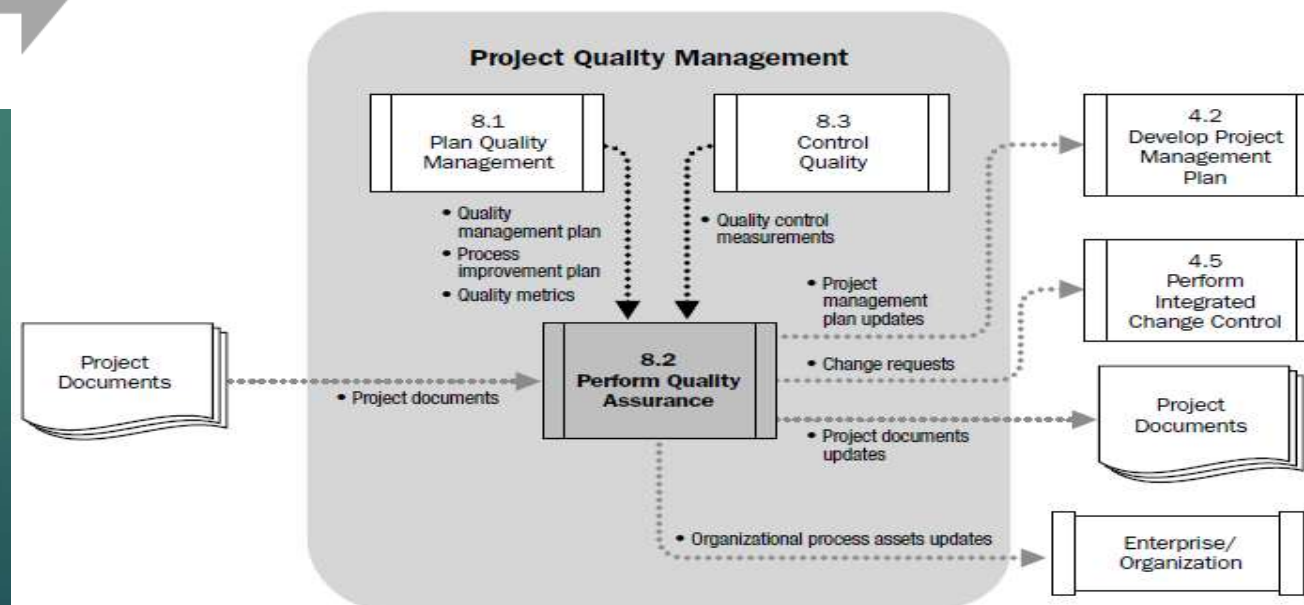 Project Quality Management
8.1
Plan Quality
Management
8.3
Control
Quality
4.2
Develop Project
Management
Plan
• Quality
management plan
• Process
improvement plan
• Quality metrics
• Quality control
measurements
• Project
management
plan updates
4.5
Perform
Integrated
Change Control
Project
Documents
• Project documents
8.2
Perform Quality
Assurance
• Change requests
• Project documents
updates
Project
Documents
• Organizational process assets updates
Enterprise/
Organization